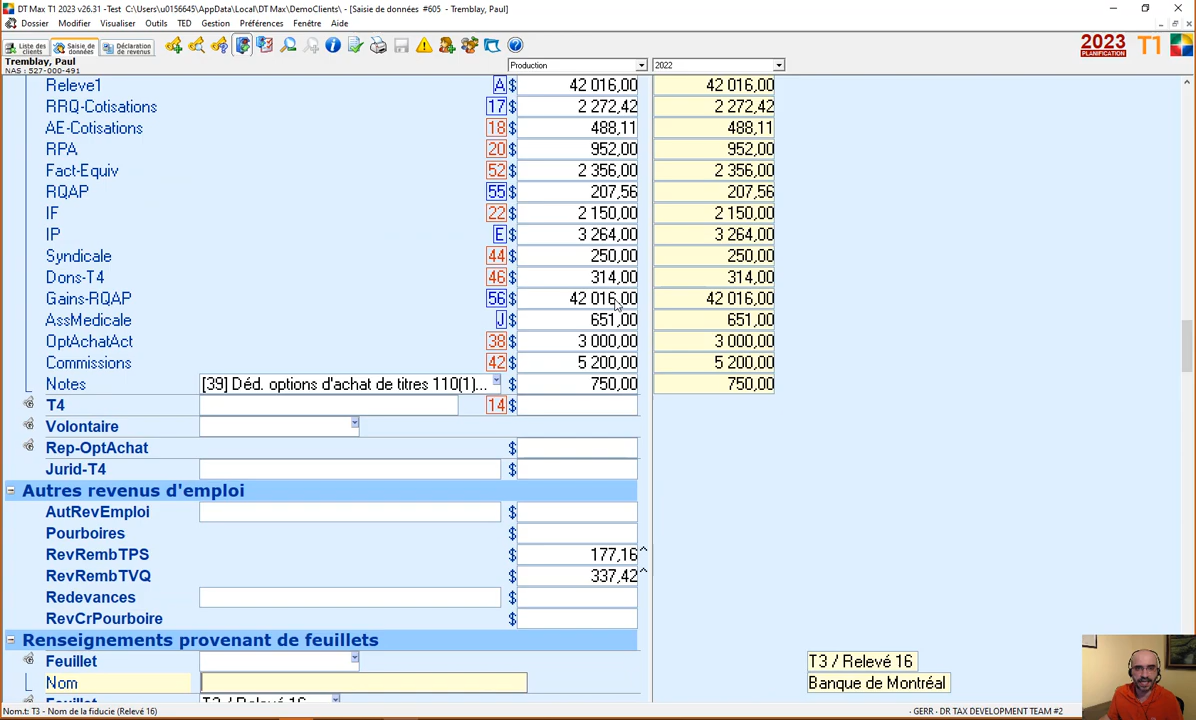 DT Max T1 2023 v26.31 -Test C:\Users\u0156645\AppData\Local\DT Max\DemoClients\ - [Saisie de données #605 - Tremblay, Paul]
Dossier Modifier Visualiser Outils TED Gestion Préférences Fenêtre Aide
Liste des clients Saisie de données Déclaration de revenus
2023 PLANIFICATION T1
Tremblay, Paul
NAS : 527-000-491
Production 2022
Releve1 A $ 42 016,00 42 016,00
RRQ-Cotisations 17 $ 2 272,42 2 272,42
AE-Cotisations 18 $ 488,11 488,11
RPA 20 $ 952,00 952,00
Fact-Equiv 52 $ 2 356,00 2 356,00
RQAP 55 $ 207,56 207,56
IF 22 $ 2 150,00 2 150,00
IP E $ 3 264,00 3 264,00
Syndicale 44 $ 250,00 250,00
Dons-T4 46 $ 314,00 314,00
Gains-RQAP 56 $ 42 016,00 42 016,00
AssMedicale J $ 651,00 651,00
OptAchatAct 38 $ 3 000,00 3 000,00
Commissions 42 $ 5 200,00 5 200,00
Notes [39] Déd. options d'achat de titres 110(1)... $ 750,00 750,00
T4 14 $
Volontaire
Rep-OptAchat $
Jurid-T4 $
Autres revenus d'emploi
AutRevEmploi $
Pourboires $
RevRembTPS $ 177,16^
RevRembTVQ $ 337,42^
Redevances $
RevCrPourboire $
Renseignements provenant de feuillets
Feuillet T3 / Relevé 16
Nom Banque de Montréal
Feuillet T3 / Relevé 16
Nom.t: T3 - Nom de la fiducie (Relevé 16) - GERR - DR TAX DEVELOPMENT TEAM #2